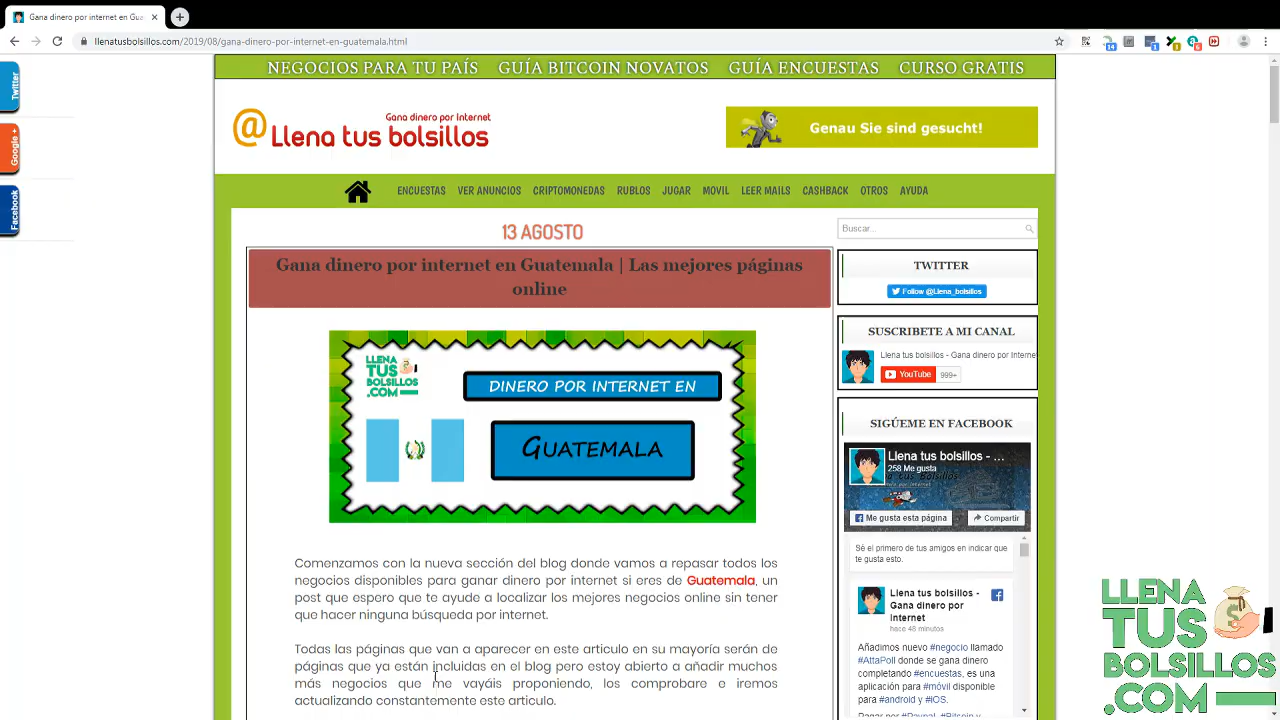 Gana dinero por internet en Gua
llenatusbolsillos.com/2019/08/gana-dinero-por-internet-en-guatemala.html
Twitter
Google +
Facebook
NEGOCIOS PARA TU PAÍS GUÍA BITCOIN NOVATOS GUÍA ENCUESTAS CURSO GRATIS
Gana dinero por Internet
@Llena tus bolsillos
Genau Sie sind gesucht!
ENCUESTAS VER ANUNCIOS CRIPTOMONEDAS RUBLOS JUGAR MOVIL LEER MAILS CASHBACK OTROS AYUDA
13 AGOSTO
Gana dinero por internet en Guatemala | Las mejores páginas
online
LLENA
TUS
BOLSILLOS
.COM
DINERO POR INTERNET EN
GUATEMALA
Comenzamos con la nueva sección del blog donde vamos a repasar todos los
negocios disponibles para ganar dinero por internet si eres de Guatemala, un
post que espero que te ayude a localizar los mejores negocios online sin tener
que hacer ninguna búsqueda por internet.
Todas las páginas que van a aparecer en este artículo en su mayoría serán de
páginas que ya están incluidas en el blog pero estoy abierto a añadir muchos
más negocios que me vayáis proponiendo, los comprobare e iremos
actualizando constantemente este artículo.
Buscar...
TWITTER
Follow @Llena_bolsillos
SUSCRIBETE A MI CANAL
Llena tus bolsillos - Gana dinero por Interne
YouTube 999+
SIGÚEME EN FACEBOOK
Llena tus bolsillos - ...
258 Me gusta
Me gusta esta página Compartir
Sé el primero de tus amigos en indicar que
te gusta esto.
Llena tus bolsillos -
Gana dinero por
Internet
hace 46 minutos
Añadimos nuevo #negocio llamado
#AttaPoll donde se gana dinero
completando #encuestas, es una
aplicación para #móvil disponible
para #android y #iOS.
Pagar por #Paypal, #Bitcoin y
LLENA
TUS
BOLSILLOS